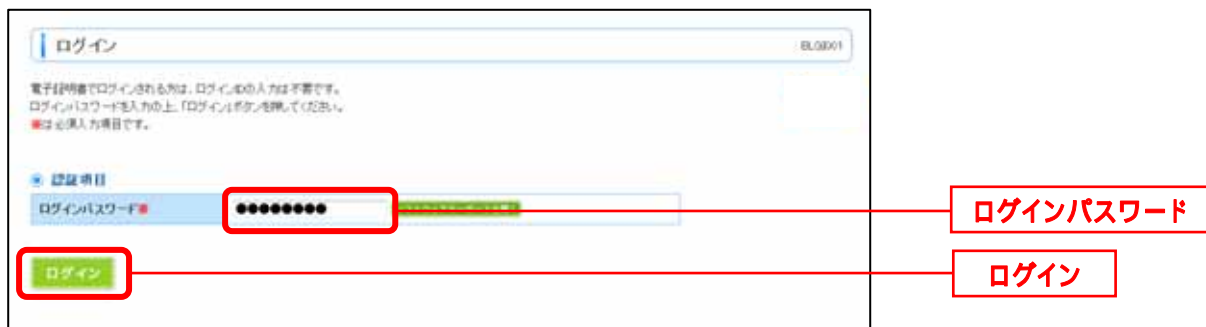 ログイン
BLGI001
電子証明書でログインされる方は、ログインIDの入力は不要です。
ログインパスワードを入力の上、「ログイン」ボタンを押してください。
■は必須入力項目です。
認証項目
ログインパスワード■
●●●●●●●●
ログインパスワード
ログイン
ログイン